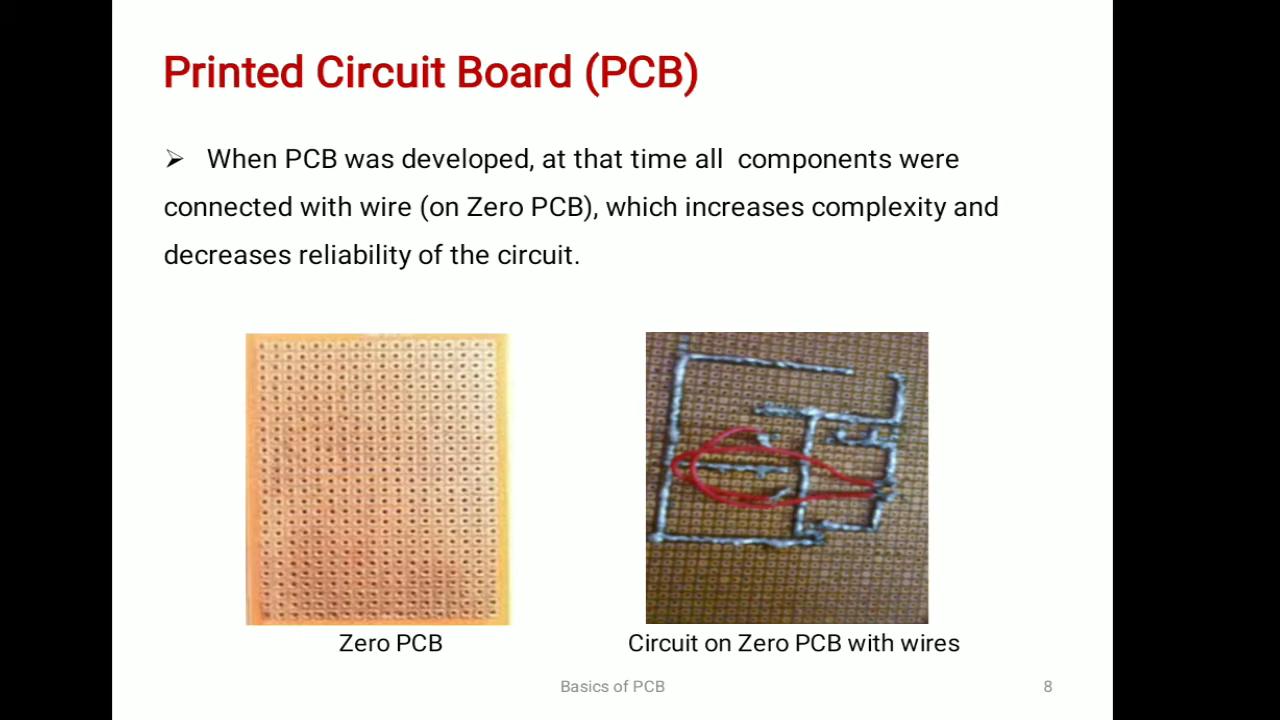 Printed Circuit Board (PCB)
➢ When PCB was developed, at that time all components were
connected with wire (on Zero PCB), which increases complexity and
decreases reliability of the circuit.
Zero PCB
Circuit on Zero PCB with wires
Basics of PCB
8